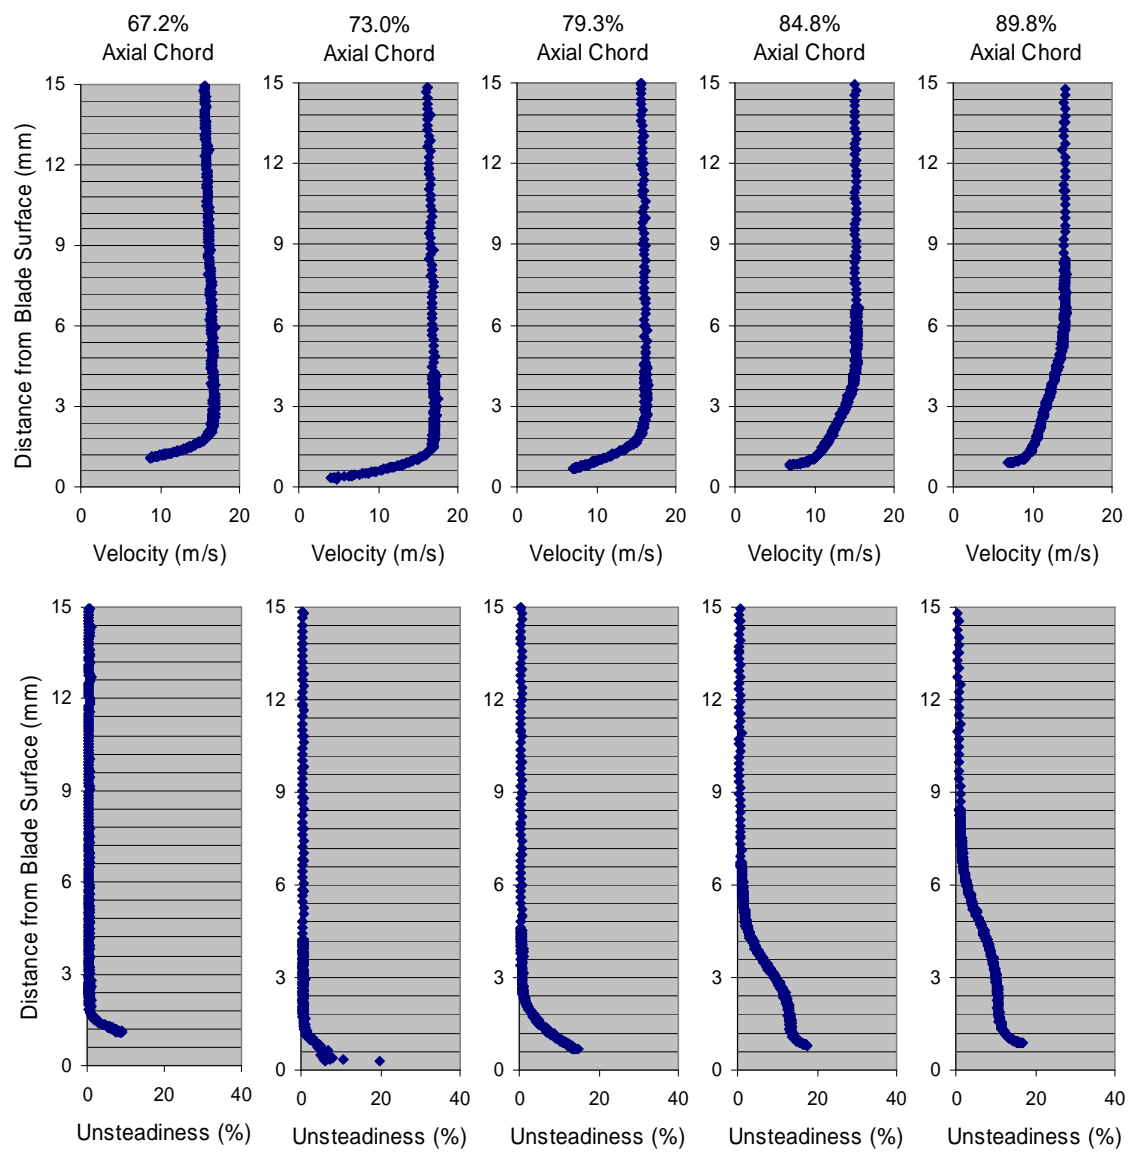 67.2% 73.0% 79.3% 84.8% 89.8%
Axial Chord Axial Chord Axial Chord Axial Chord Axial Chord
Distance from Blade Surface (mm)
15 15 15 15 15
12 12 12 12 12
9 9 9 9 9
6 6 6 6 6
3 3 3 3 3
0 0 0 0 0
0 10 20 0 10 20 0 10 20 0 10 20 0 10 20
Velocity (m/s) Velocity (m/s) Velocity (m/s) Velocity (m/s) Velocity (m/s)
Distance from Blade Surface (mm)
15 15 15 15 15
12 12 12 12 12
9 9 9 9 9
6 6 6 6 6
3 3 3 3 3
0 0 0 0 0
0 20 40 0 20 40 0 20 40 0 20 40 0 20 40
Unsteadiness (%) Unsteadiness (%) Unsteadiness (%) Unsteadiness (%) Unsteadiness (%)